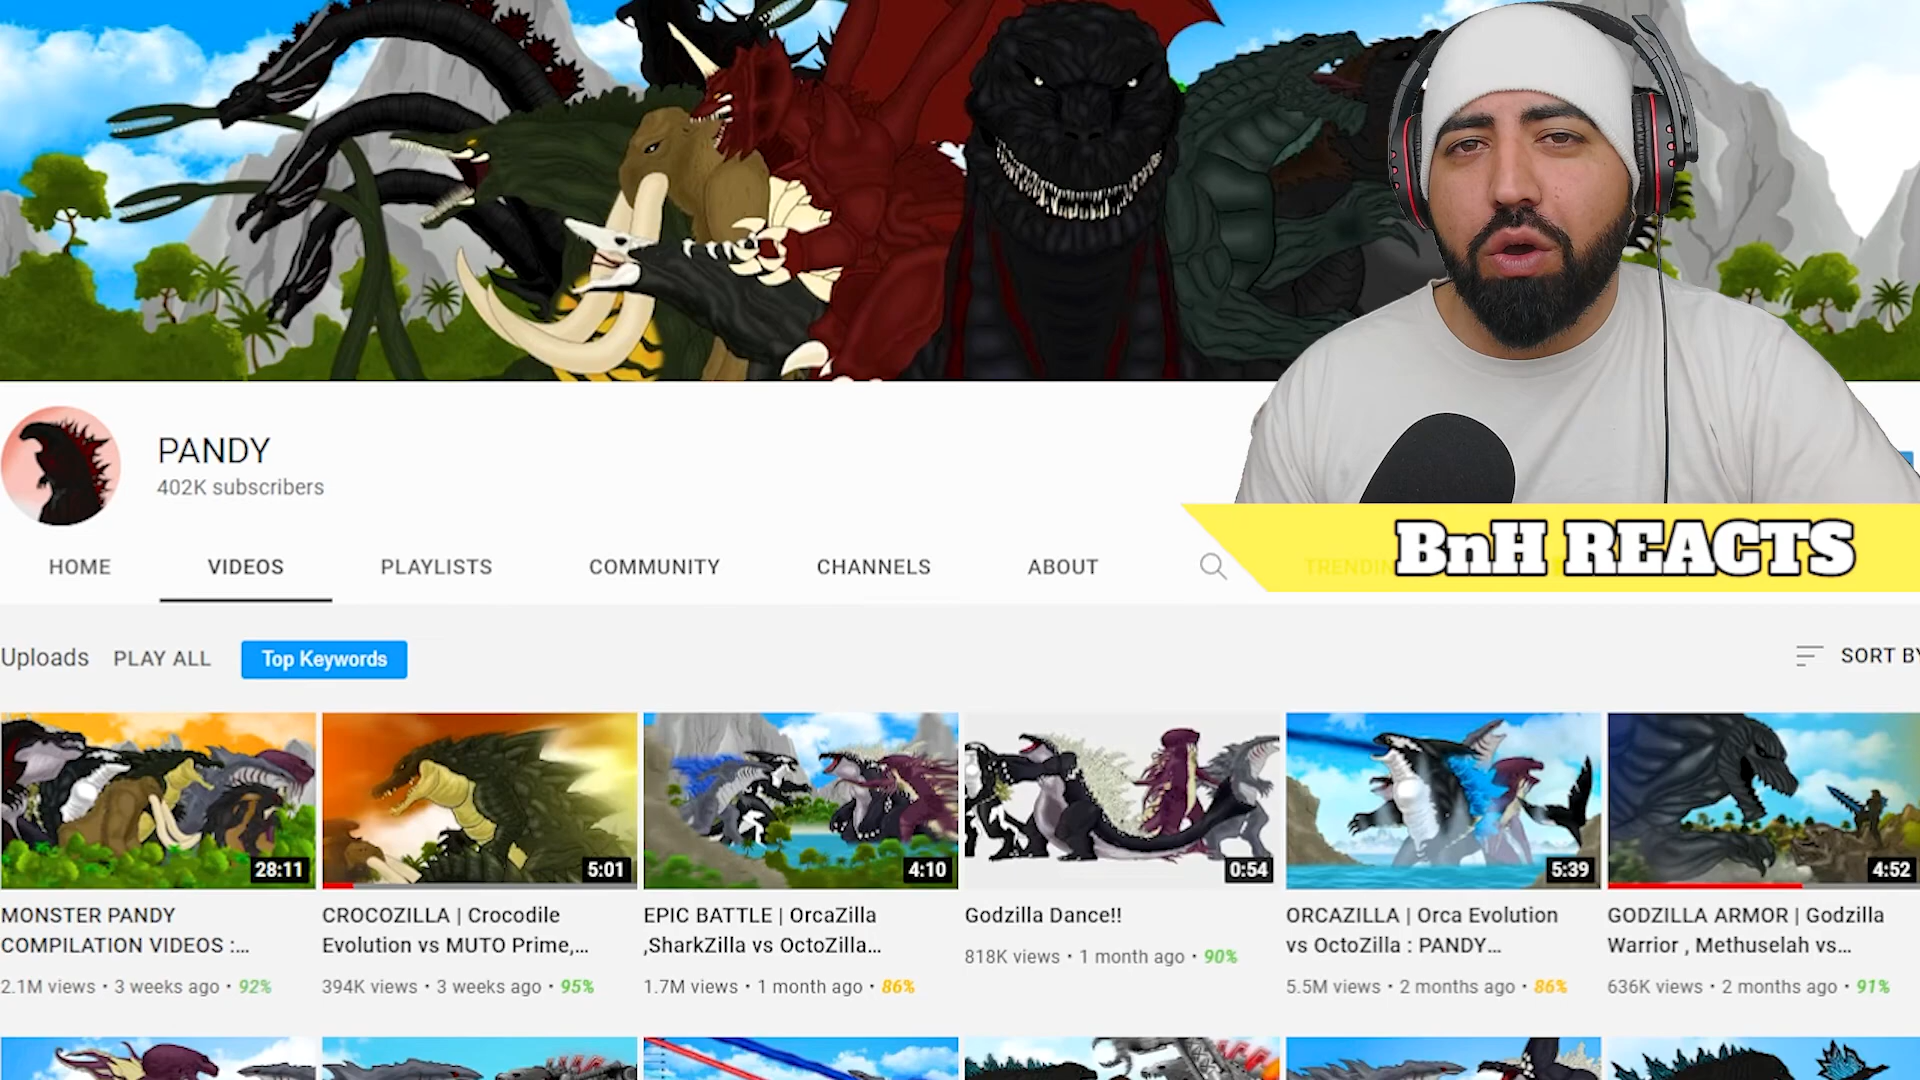 PANDY
402K subscribers
HOME VIDEOS PLAYLISTS COMMUNITY CHANNELS ABOUT
TRENDIN
BnH REACTS
Uploads PLAY ALL Top Keywords SORT BY
28:11
5:01
4:10
0:54
5:39
4:52
MONSTER PANDY
COMPILATION VIDEOS :...
2.1M views • 3 weeks ago • 92%
CROCOZILLA | Crocodile
Evolution vs MUTO Prime,...
394K views • 3 weeks ago • 95%
EPIC BATTLE | OrcaZilla
,SharkZilla vs OctoZilla...
1.7M views • 1 month ago • 86%
Godzilla Dance!!
818K views • 1 month ago • 90%
ORCAZILLA | Orca Evolution
vs OctoZilla : PANDY...
5.5M views • 2 months ago • 86%
GODZILLA ARMOR | Godzilla
Warrior , Methuselah vs...
636K views • 2 months ago • 91%